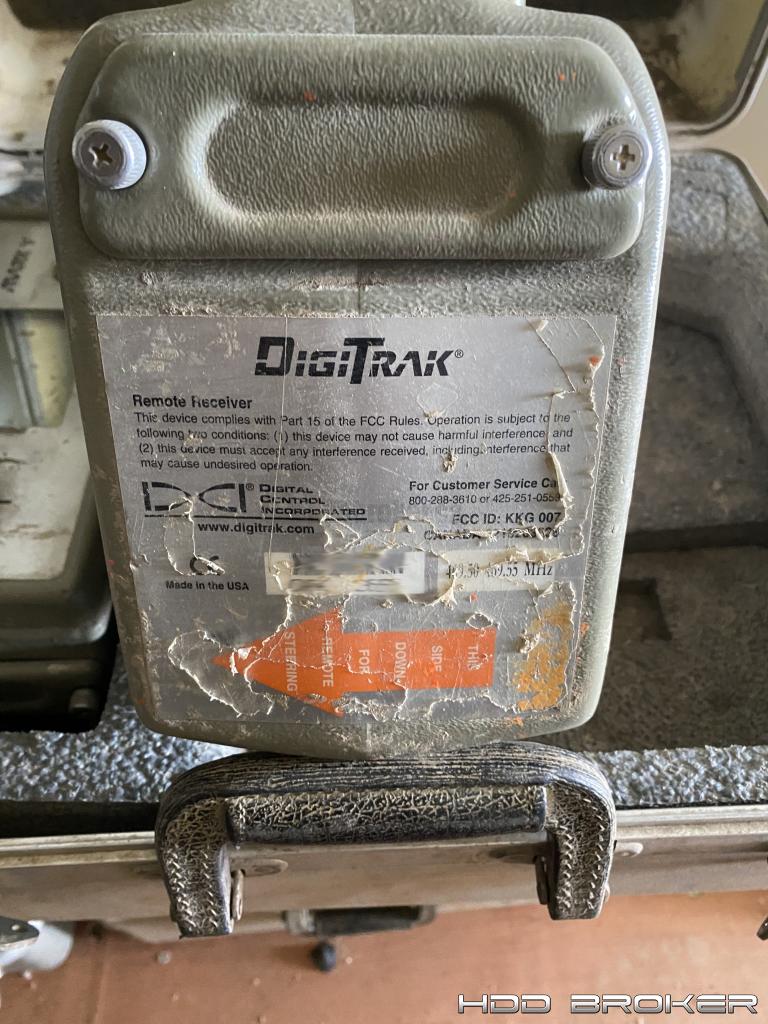 DIGITRAK®
Remote Receiver
This device complies with Part 15 of the FCC Rules. Operation is subject to the
following two conditions: (1) this device may not cause harmful interference, and
(2) this device must accept any interference received, including interference that
may cause undesired operation.
DCI® DIGITAL
CONTROL
INCORPORATED
www.digitrak.com
For Customer Service
800-288-3610 or 425-251-0559
FCC ID: KKG 007
CE
Made in the USA
MHz
THIS
SIDE
DOWN
FOR
REMOTE
STEERING
MARK V
HDD BROKER